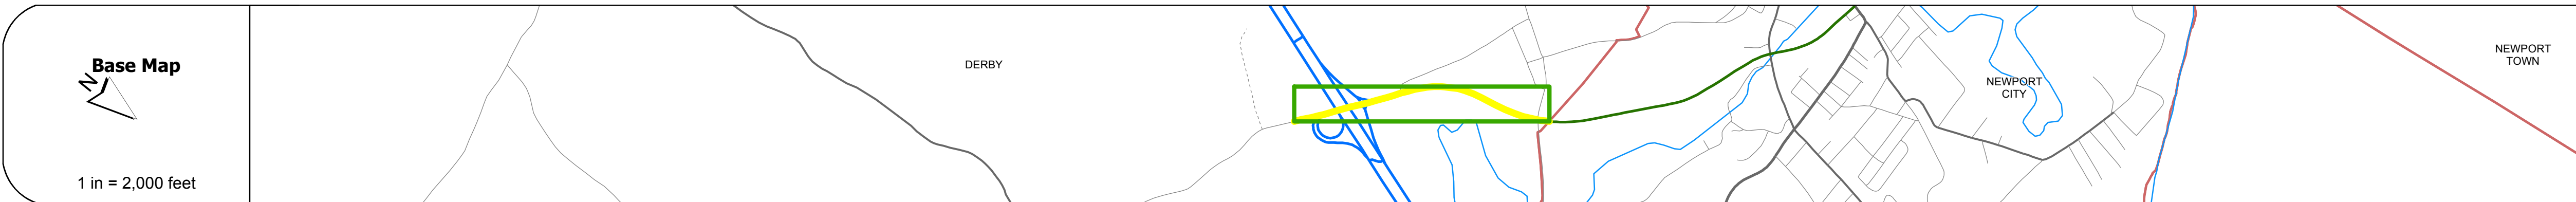 Base Map
N
1 in = 2,000 feet
DERBY
NEWPORT
CITY
NEWPORT
TOWN